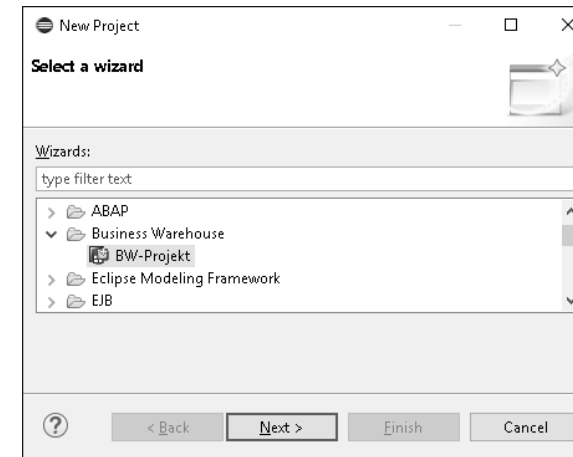 New Project
Select a wizard
Wizards:
type filter text
ABAP
Business Warehouse
BW-Projekt
Eclipse Modeling Framework
EJB
?
< Back
Next >
Finish
Cancel